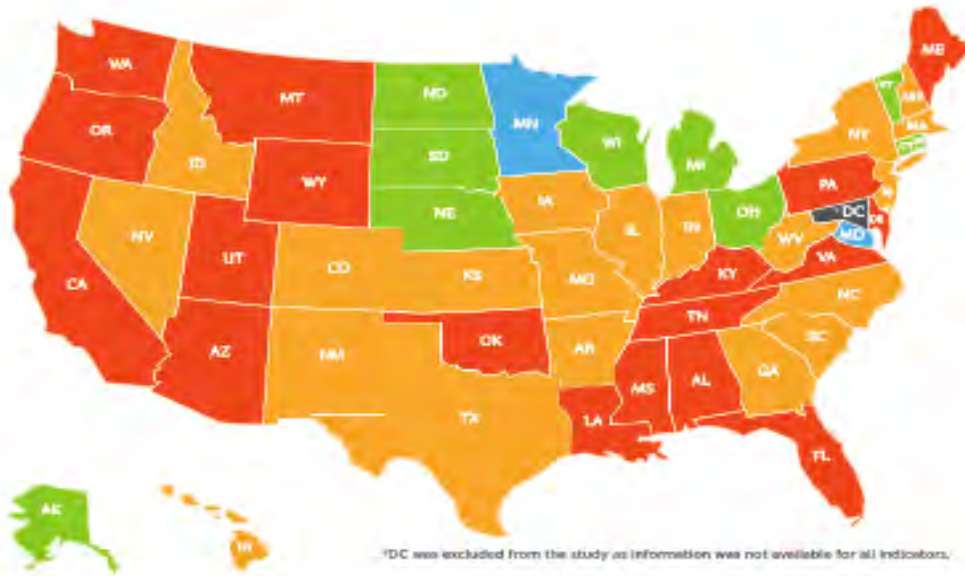 WA
MT
ND
MN
ME
OR
ID
SD
WI
MI
NY
MA
WY
NE
IA
PA
NV
UT
CO
IL
IN
OH
WV
DC
DE
MD
VA
CA
KS
MO
KY
NC
AZ
NM
OK
AR
TN
SC
MS
AL
GA
TX
LA
FL
AK
HI
*DC was excluded from the study as information was not available for all indicators.